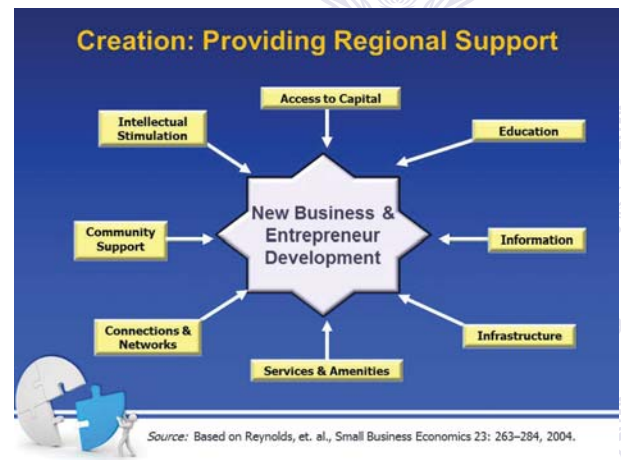 Creation: Providing Regional Support
Access to Capital
Intellectual
Stimulation
Education
New Business &
Entrepreneur
Development
Community
Support
Information
Connections &
Networks
Infrastructure
Services & Amenities
Source: Based on Reynolds, et. al., Small Business Economics 23: 263–284, 2004.